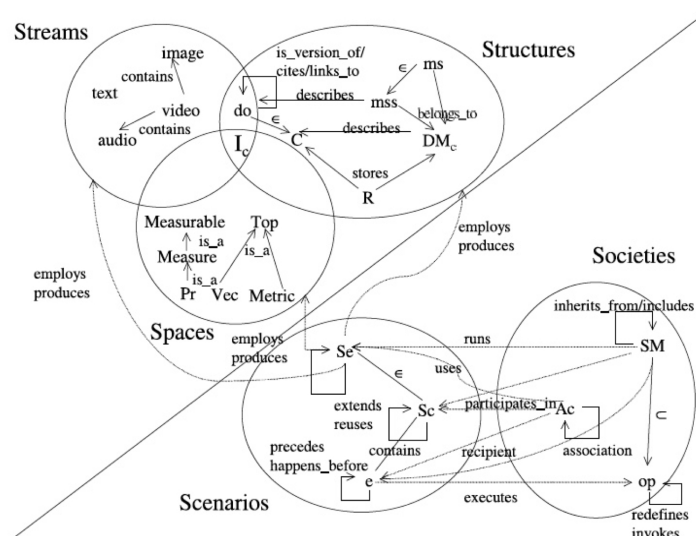 Streams
image
contains
text
video
contains
audio
is_version_of/
cites/links_to
Structures
ms
∈
describes
mss
do
∈
belongs_to
describes
C
DM_c
I_c
stores
R
Measurable
Top
is_a
is_a
Measure
is_a
Pr
Vec
Metric
employs
produces
employs
produces
Spaces
Societies
inherits_from/includes
employs
produces
Se
runs
SM
∈
uses
extends
reuses
Sc
participates_in
Ac
⊂
precedes
happens_before
contains
recipient
association
e
executes
op
Scenarios
redefines
invokes